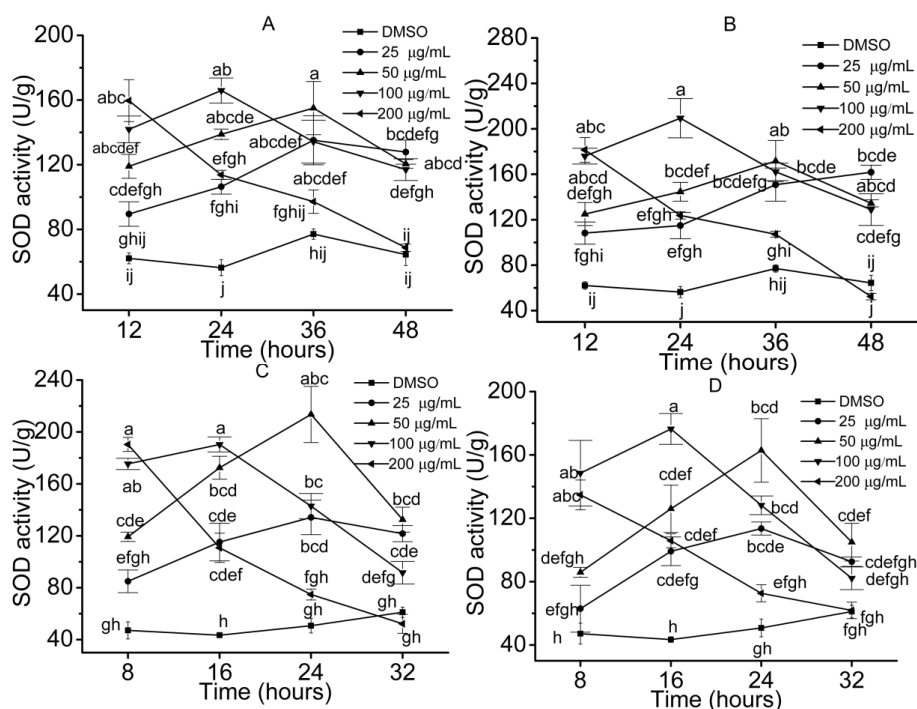 A
DMSO
25 μg/mL
50 μg/mL
100 μg/mL
200 μg/mL
SOD activity (U/g)
200
160
120
80
40
abc
ab
a
abcde
abcdef
abcdef
bcdefg
efgh
abcd
cdefgh
fghi
abcdef
defgh
fghij
ghij
hij
ij
ij
j
ij
12 24 36 48
Time (hours)
B
DMSO
25 μg/mL
50 μg/mL
100 μg/mL
200 μg/mL
SOD activity (U/g)
280
240
200
160
120
80
40
a
abc
ab
bcde
bcde
abcd
bcdef
bcdefg
abcd
defgh
efgh
cdefg
fghi
efgh
ghi
ij
hij
ij
j
j
12 24 36 48
Time (hours)
C
DMSO
25 μg/mL
50 μg/mL
100 μg/mL
200 μg/mL
SOD activity (U/g)
240
200
160
120
80
40
abc
a
a
ab
bcd
bc
bcd
cde
cde
bcd
cde
efgh
cdef
fgh
defg
gh
gh
h
gh
gh
8 16 24 32
Time (hours)
D
DMSO
25 μg/mL
50 μg/mL
100 μg/mL
200 μg/mL
SOD activity (U/g)
200
160
120
80
40
a
bcd
ab
abc
cdef
bcd
cdef
cdef
defgh
cdefg
bcde
cdefgh
defgh
efgh
efgh
fgh
fgh
h
h
gh
8 16 24 32
Time (hours)